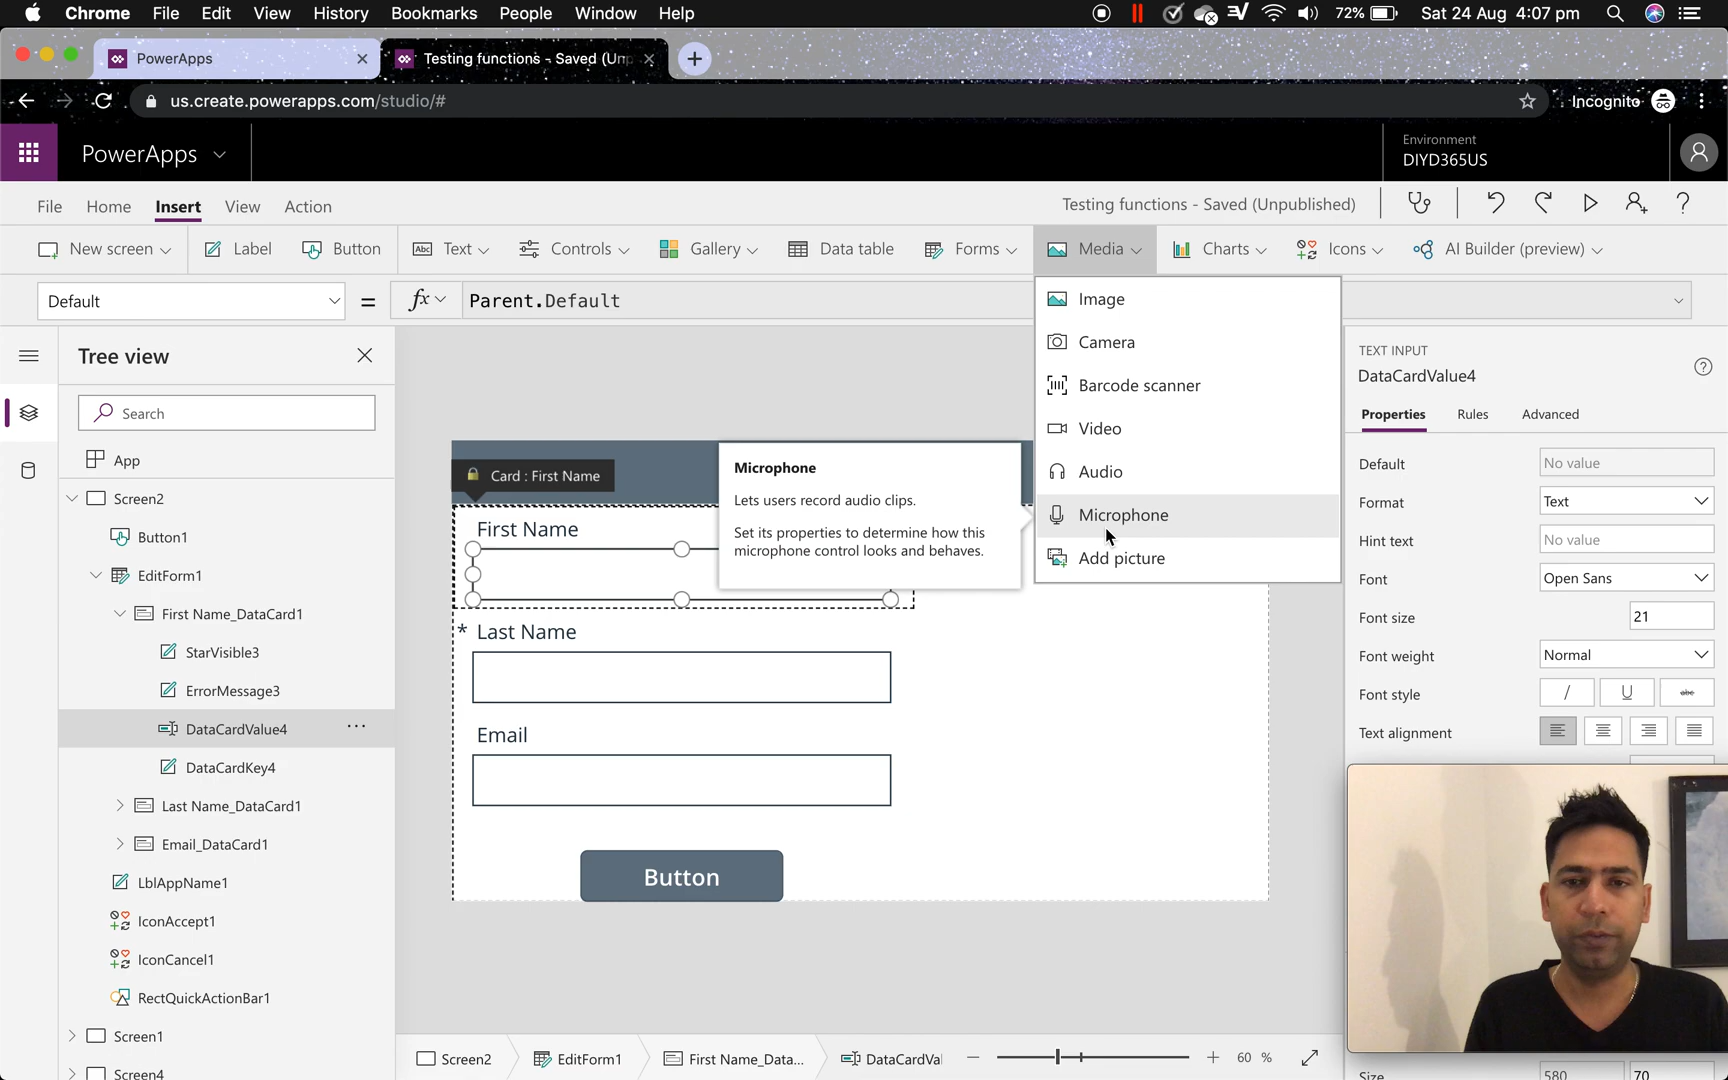 Chrome File Edit View History Bookmarks People Window Help 72% Sat 24 Aug 4:07 pm
PowerApps
Testing functions - Saved (Unp
us.create.powerapps.com/studio/#
Incognito
PowerApps
Environment
DIYD365US
File Home Insert View Action
Testing functions - Saved (Unpublished)
New screen Label Button Text Controls Gallery Data table Forms Media Charts Icons AI Builder (preview)
Default = fx Parent.Default
Tree view
Search
App
Screen2
Button1
EditForm1
First Name_DataCard1
StarVisible3
ErrorMessage3
DataCardValue4
DataCardKey4
Last Name_DataCard1
Email_DataCard1
LblAppName1
IconAccept1
IconCancel1
RectQuickActionBar1
Screen1
Screen4
Card : First Name
First Name
* Last Name
Email
Button
Microphone
Lets users record audio clips.
Set its properties to determine how this
microphone control looks and behaves.
Image
Camera
Barcode scanner
Video
Audio
Microphone
Add picture
TEXT INPUT
DataCardValue4
Properties Rules Advanced
Default No value
Format Text
Hint text No value
Font Open Sans
Font size 21
Font weight Normal
Font style / U abc
Text alignment
Size 580 70
Screen2 EditForm1 First Name_Data... DataCardVal 60 %